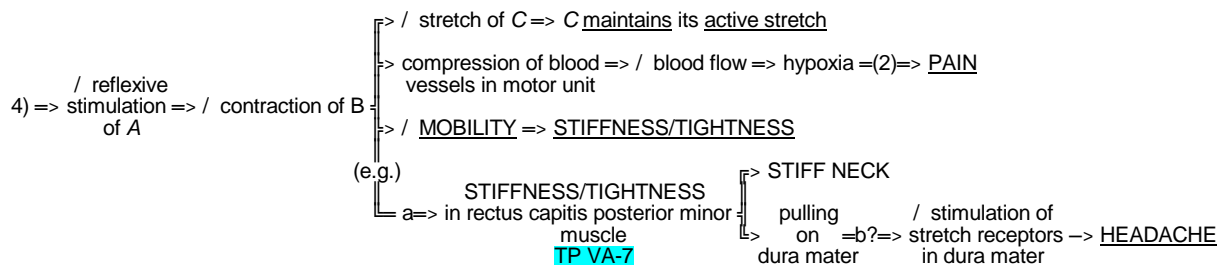 / stretch of C => C maintains its active stretch
compression of blood => / blood flow => hypoxia =(2)=> PAIN
vessels in motor unit
/ reflexive
4) => stimulation => / contraction of B
of A
/ MOBILITY => STIFFNESS/TIGHTNESS
(e.g.)
> STIFF NECK
STIFFNESS/TIGHTNESS
a=> in rectus capitis posterior minor
muscle
TP VA-7
pulling
> on =b?=>
dura mater
/ stimulation of
stretch receptors –> HEADACHE
in dura mater